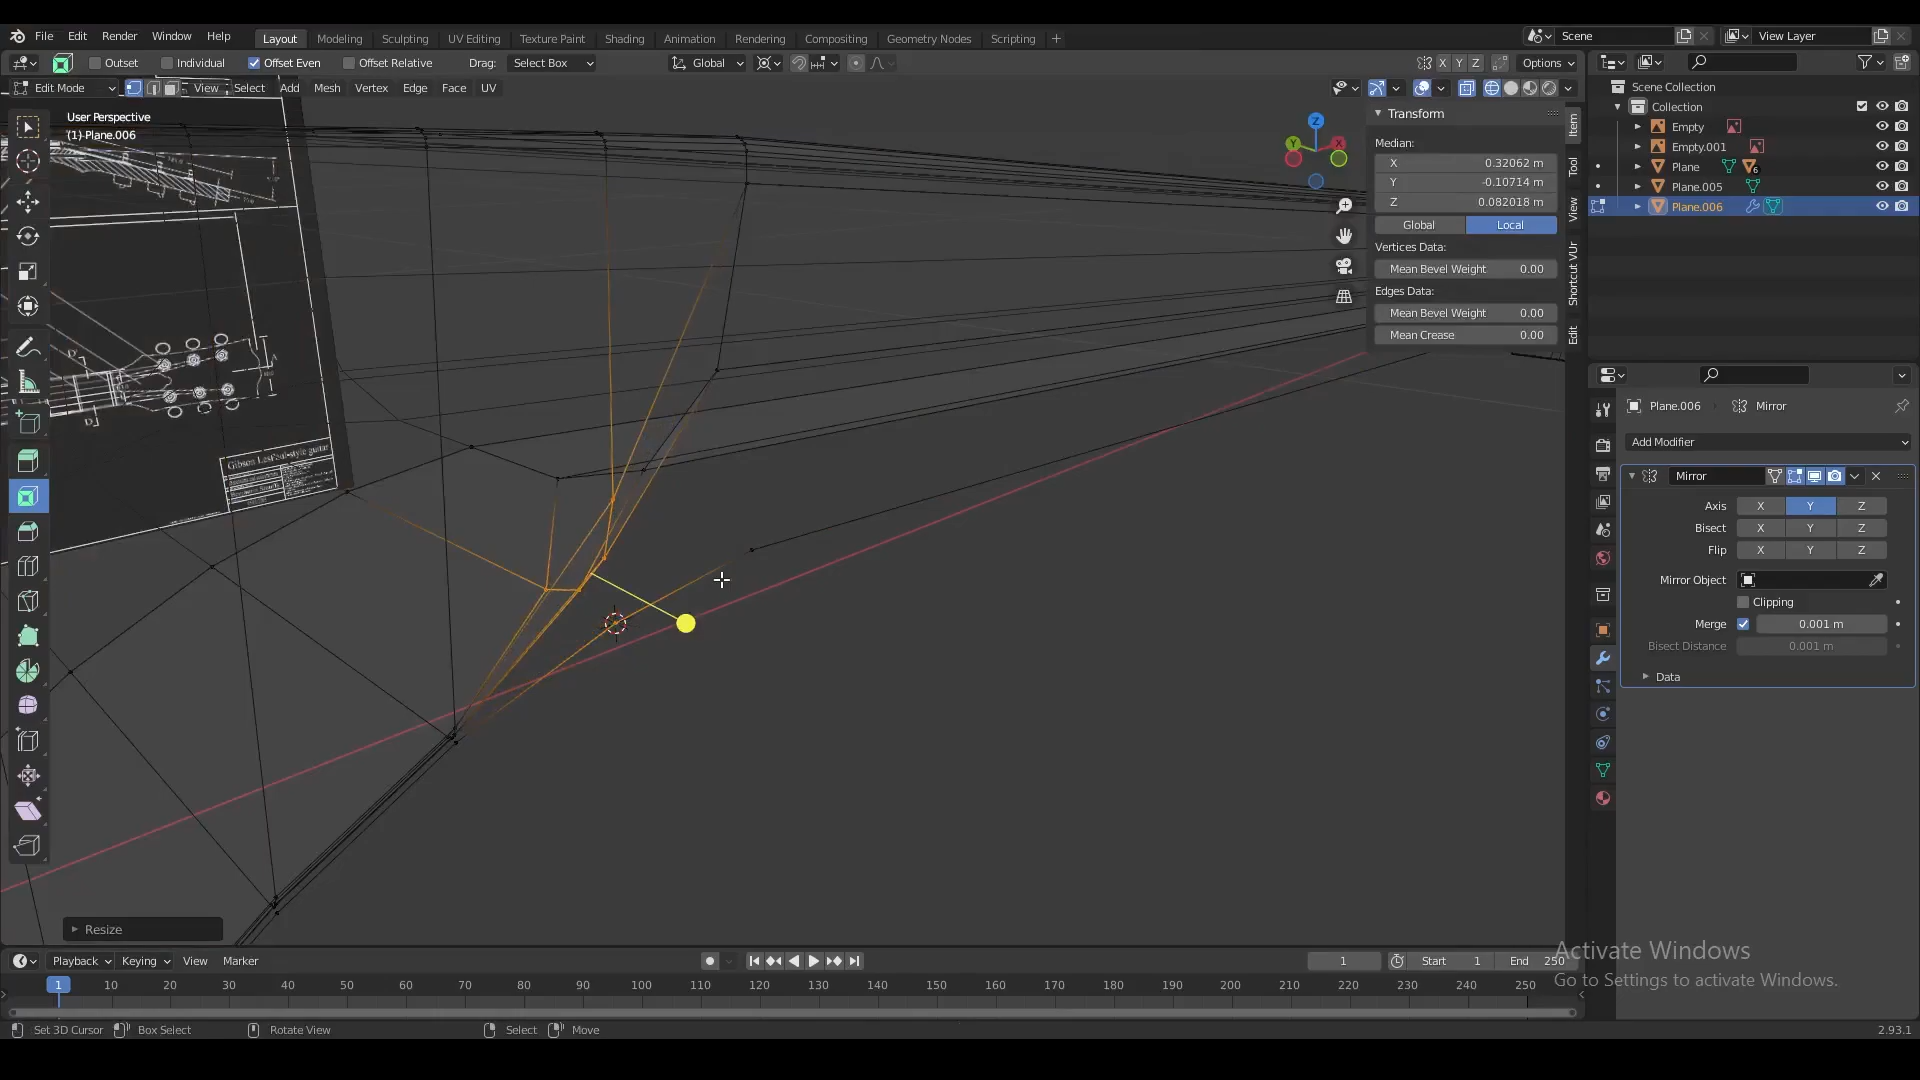 File Edit Render Window Help Layout Modeling Sculpting UV Editing Texture Paint Shading Animation Rendering Compositing Geometry Nodes Scripting + Scene View Layer
Outset Individual Offset Even Offset Relative Drag: Select Box Global X Y Z Options
Edit Mode View Select Add Mesh Vertex Edge Face UV
User Perspective
(1) Plane.006
Gibson LesPaul-style guitar
Transform
Median:
X 0.32062 m
Y -0.10714 m
Z 0.082018 m
Global Local
Vertices Data:
Mean Bevel Weight 0.00
Edges Data:
Mean Bevel Weight 0.00
Mean Crease 0.00
Item
Tool
View
Shortcut VUr
Edit
Scene Collection
Collection
Empty
Empty.001
Plane
Plane.005
Plane.006
Plane.006 Mirror
Add Modifier
Mirror
Axis X Y Z
Bisect X Y Z
Flip X Y Z
Mirror Object
Clipping
Merge 0.001 m
Bisect Distance 0.001 m
Data
Resize
Playback Keying View Marker 1 Start 1 End 250
1 10 20 30 40 50 60 70 80 90 100 110 120 130 140 150 160 170 180 190 200 210 220 230 240 250
Activate Windows
Go to Settings to activate Windows.
Set 3D Cursor Box Select Rotate View Select Move 2.93.1